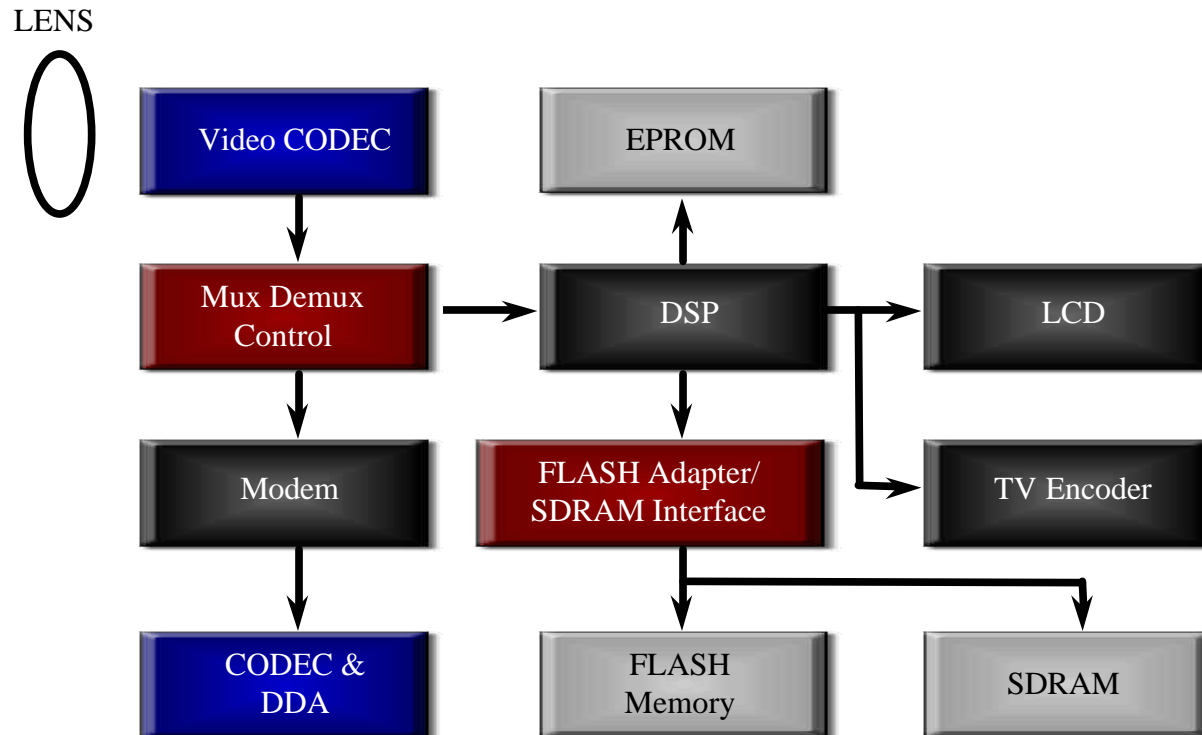 LENS
Video CODEC
EPROM
Mux Demux
Control
DSP
LCD
Modem
FLASH Adapter/
SDRAM Interface
TV Encoder
CODEC &
DDA
FLASH
Memory
SDRAM